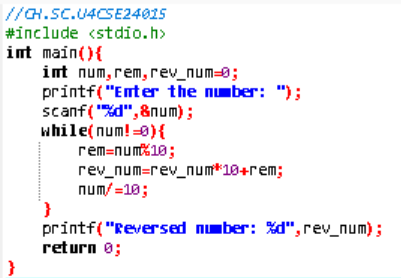 //CH.SC.U4CSE24015
#include <stdio.h>
int main(){
    int num,rem,rev_num=0;
    printf("Enter the number: ");
    scanf("%d",&num);
    while(num!=0){
        rem=num%10;
        rev_num=rev_num*10+rem;
        num/=10;
    }
    printf("Reversed number: %d",rev_num);
    return 0;
}